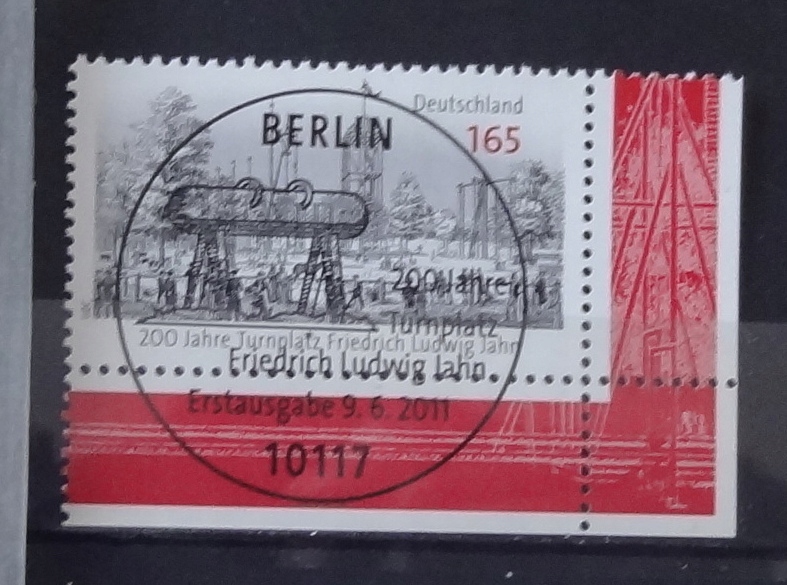 Deutschland
165
BERLIN
200 Jahre
Turnplatz
200 Jahre Turnplatz Friedrich Ludwig Jahn
Friedrich Ludwig Jahn
Erstausgabe 9. 6. 2011
10117